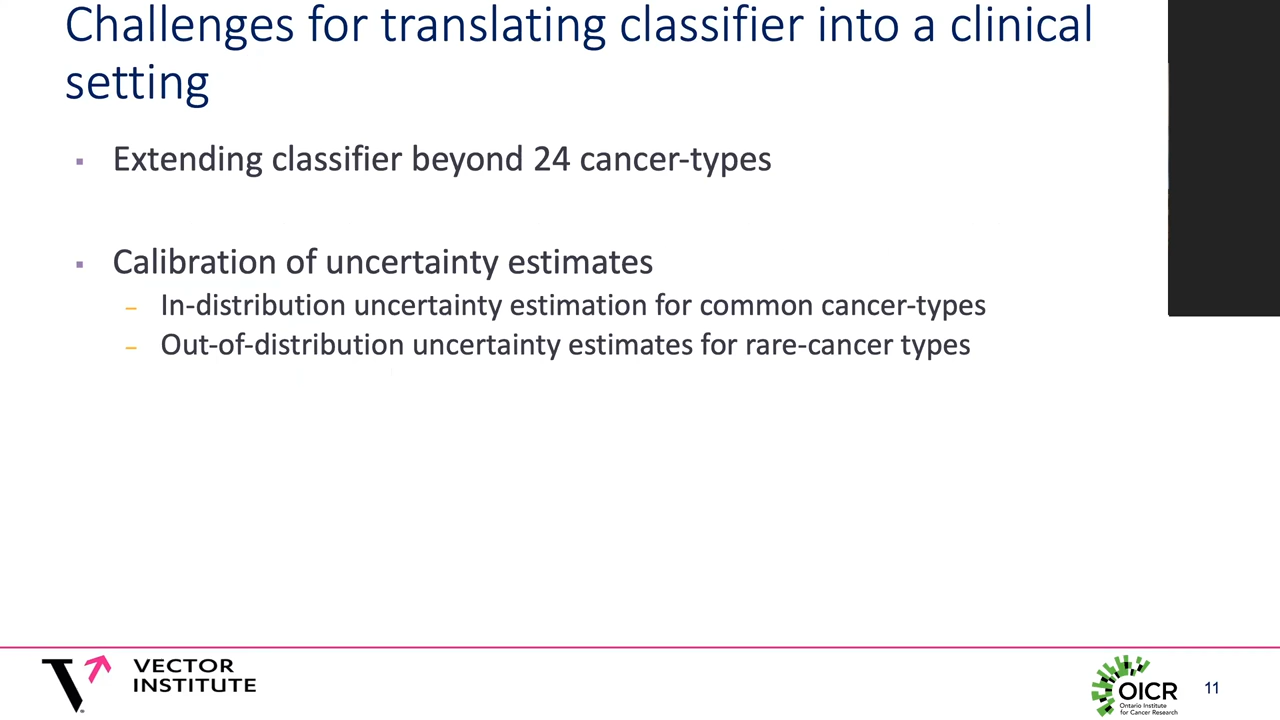 Challenges for translating classifier into a clinical
setting
▪ Extending classifier beyond 24 cancer-types
▪ Calibration of uncertainty estimates
– In-distribution uncertainty estimation for common cancer-types
– Out-of-distribution uncertainty estimates for rare-cancer types
VECTOR
INSTITUTE
OICR
Ontario Institute
for Cancer Research
11